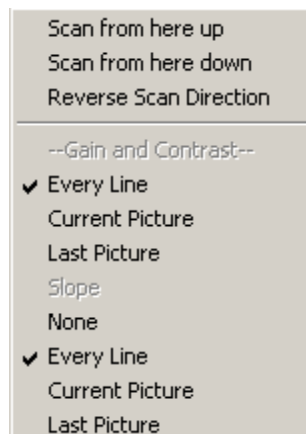 Scan from here up
Scan from here down
Reverse Scan Direction
--Gain and Contrast--
Every Line
Current Picture
Last Picture
Slope
None
Every Line
Current Picture
Last Picture